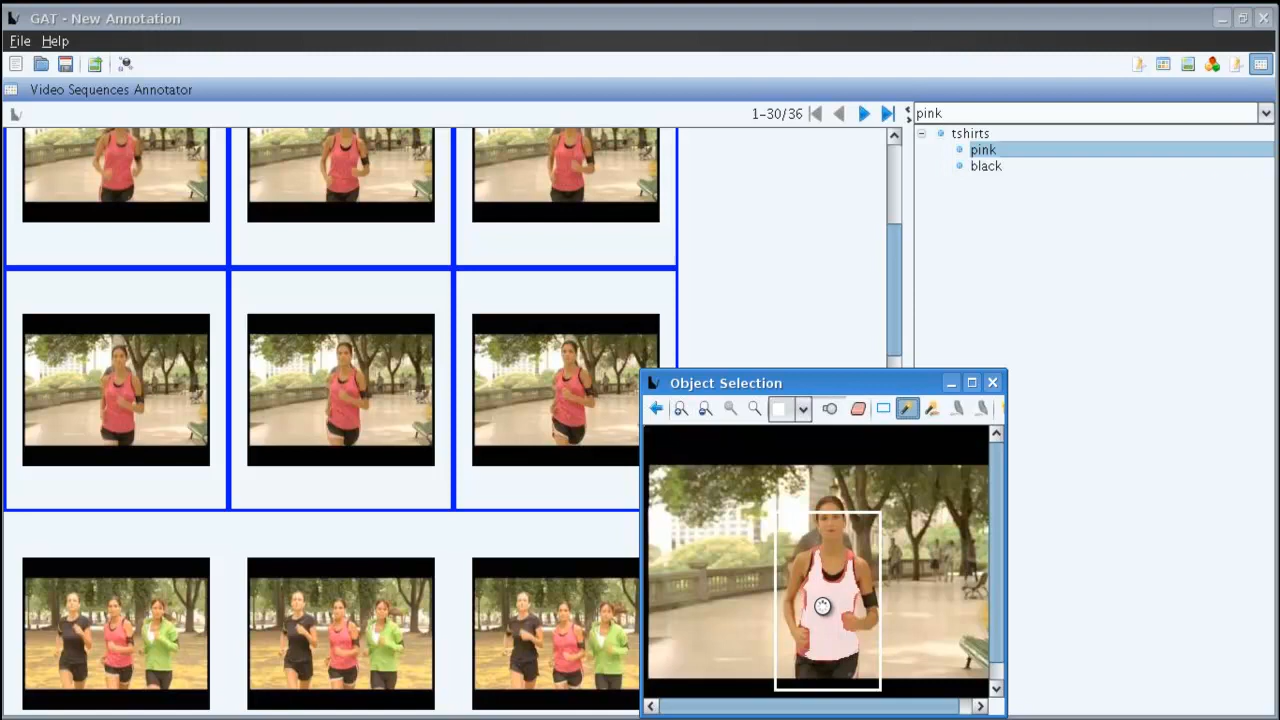 GAT - New Annotation
File Help
Video Sequences Annotator
1-30/36
pink
tshirts
pink
black
Object Selection